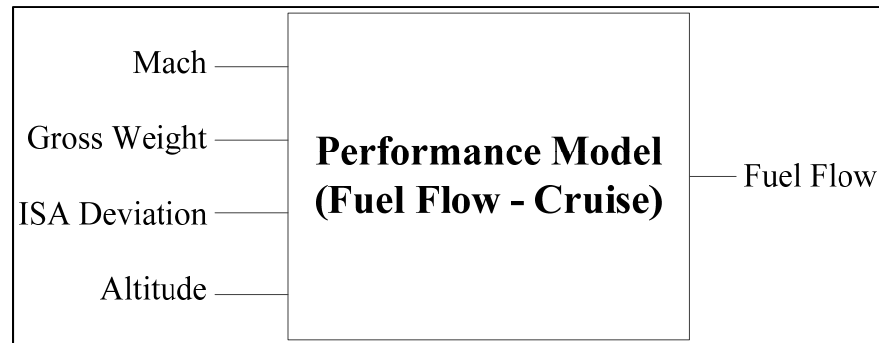 Mach
Gross Weight
ISA Deviation
Altitude
Performance Model
(Fuel Flow - Cruise)
Fuel Flow